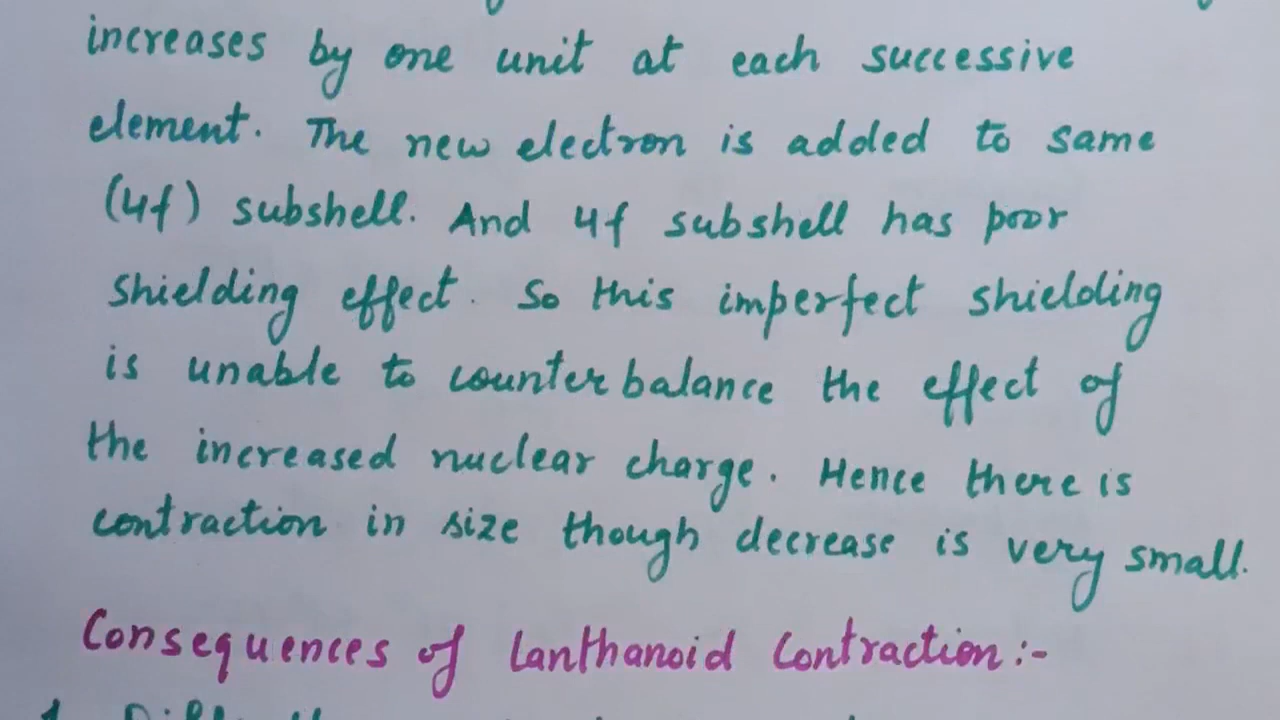 increases by one unit at each successive
element. The new electron is added to same
(4f) subshell. And 4f subshell has poor
shielding effect. So this imperfect shielding
is unable to counter balance the effect of
the increased nuclear charge. Hence there is
contraction in size though decrease is very small.
Consequences of Lanthanoid Contraction:-